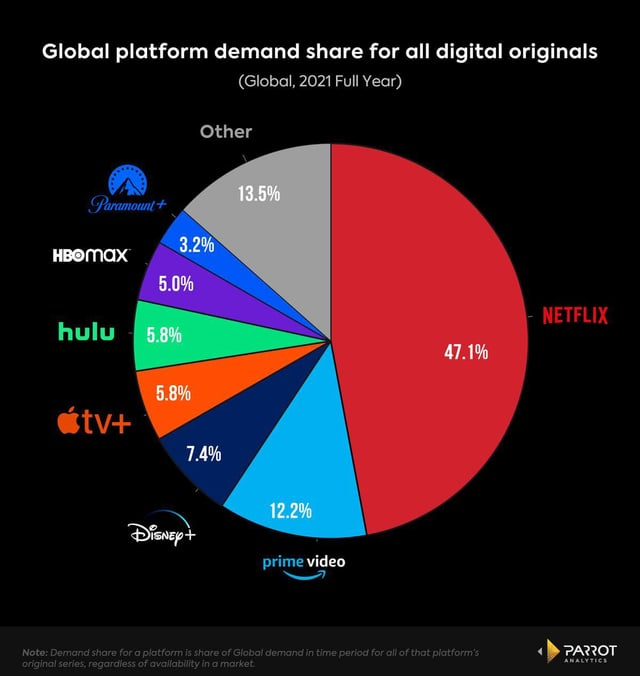 Global platform demand share for all digital originals
(Global, 2021 Full Year)
Other
13.5%
Paramount+
3.2%
HBOmax
5.0%
hulu
5.8%
tv+
5.8%
Disney+
7.4%
prime video
12.2%
NETFLIX
47.1%
Note: Demand share for a platform is share of Global demand in time period for all of that platform's
original series, regardless of availability in a market.
PARROT
ANALYTICS